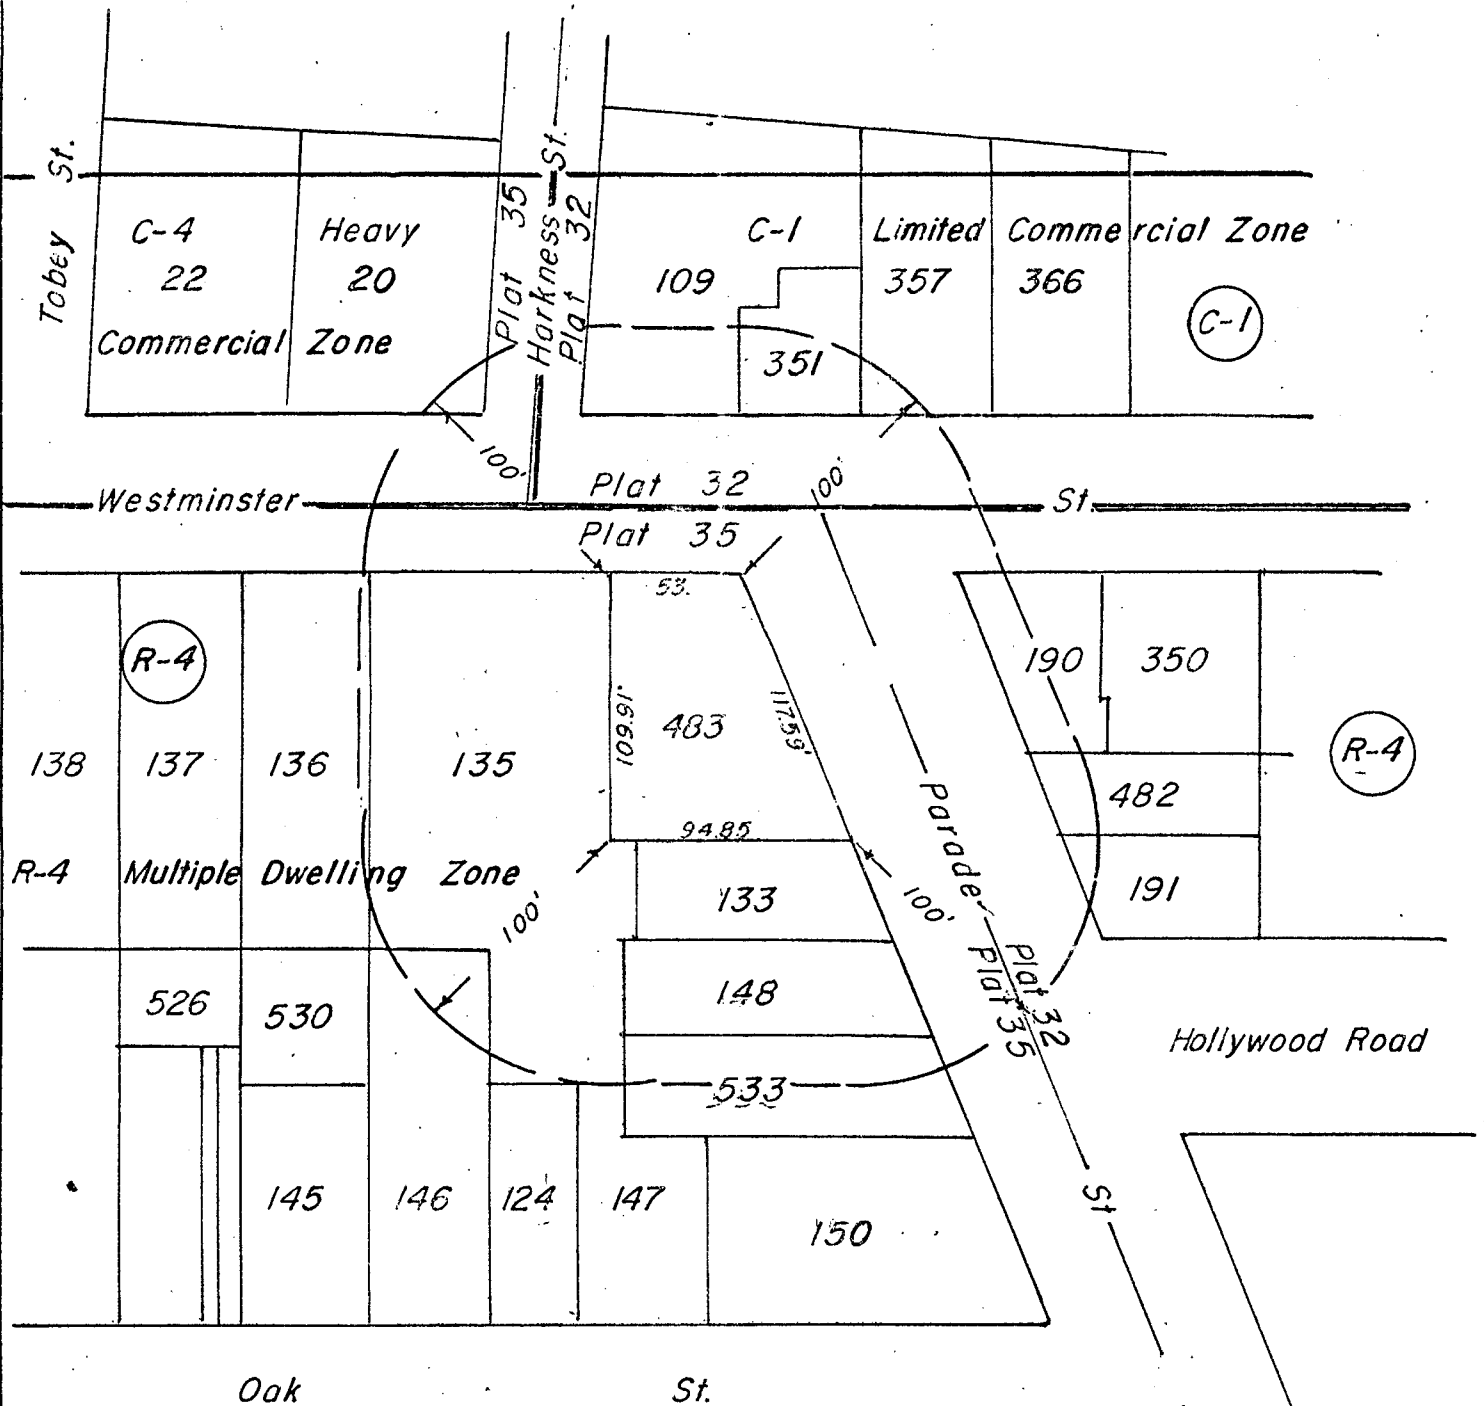 Tobey St.
C-4 Heavy
22 20
Commercial Zone
Plat 35
Harkness St.
Plat 32
C-1 Limited Commercial Zone
109 357 366
C-1
351
100'
100'
Plat 32
Westminster St.
Plat 35
53.
R-4
190 350
109.91'
483
117.59'
138 137 136 135
R-4
482
94.85
Parade St
R-4 Multiple Dwelling Zone
133
191
100'
100'
148
Plat 32
Plat 35
526 530
Hollywood Road
533
145 146 124 147
150
Oak St.